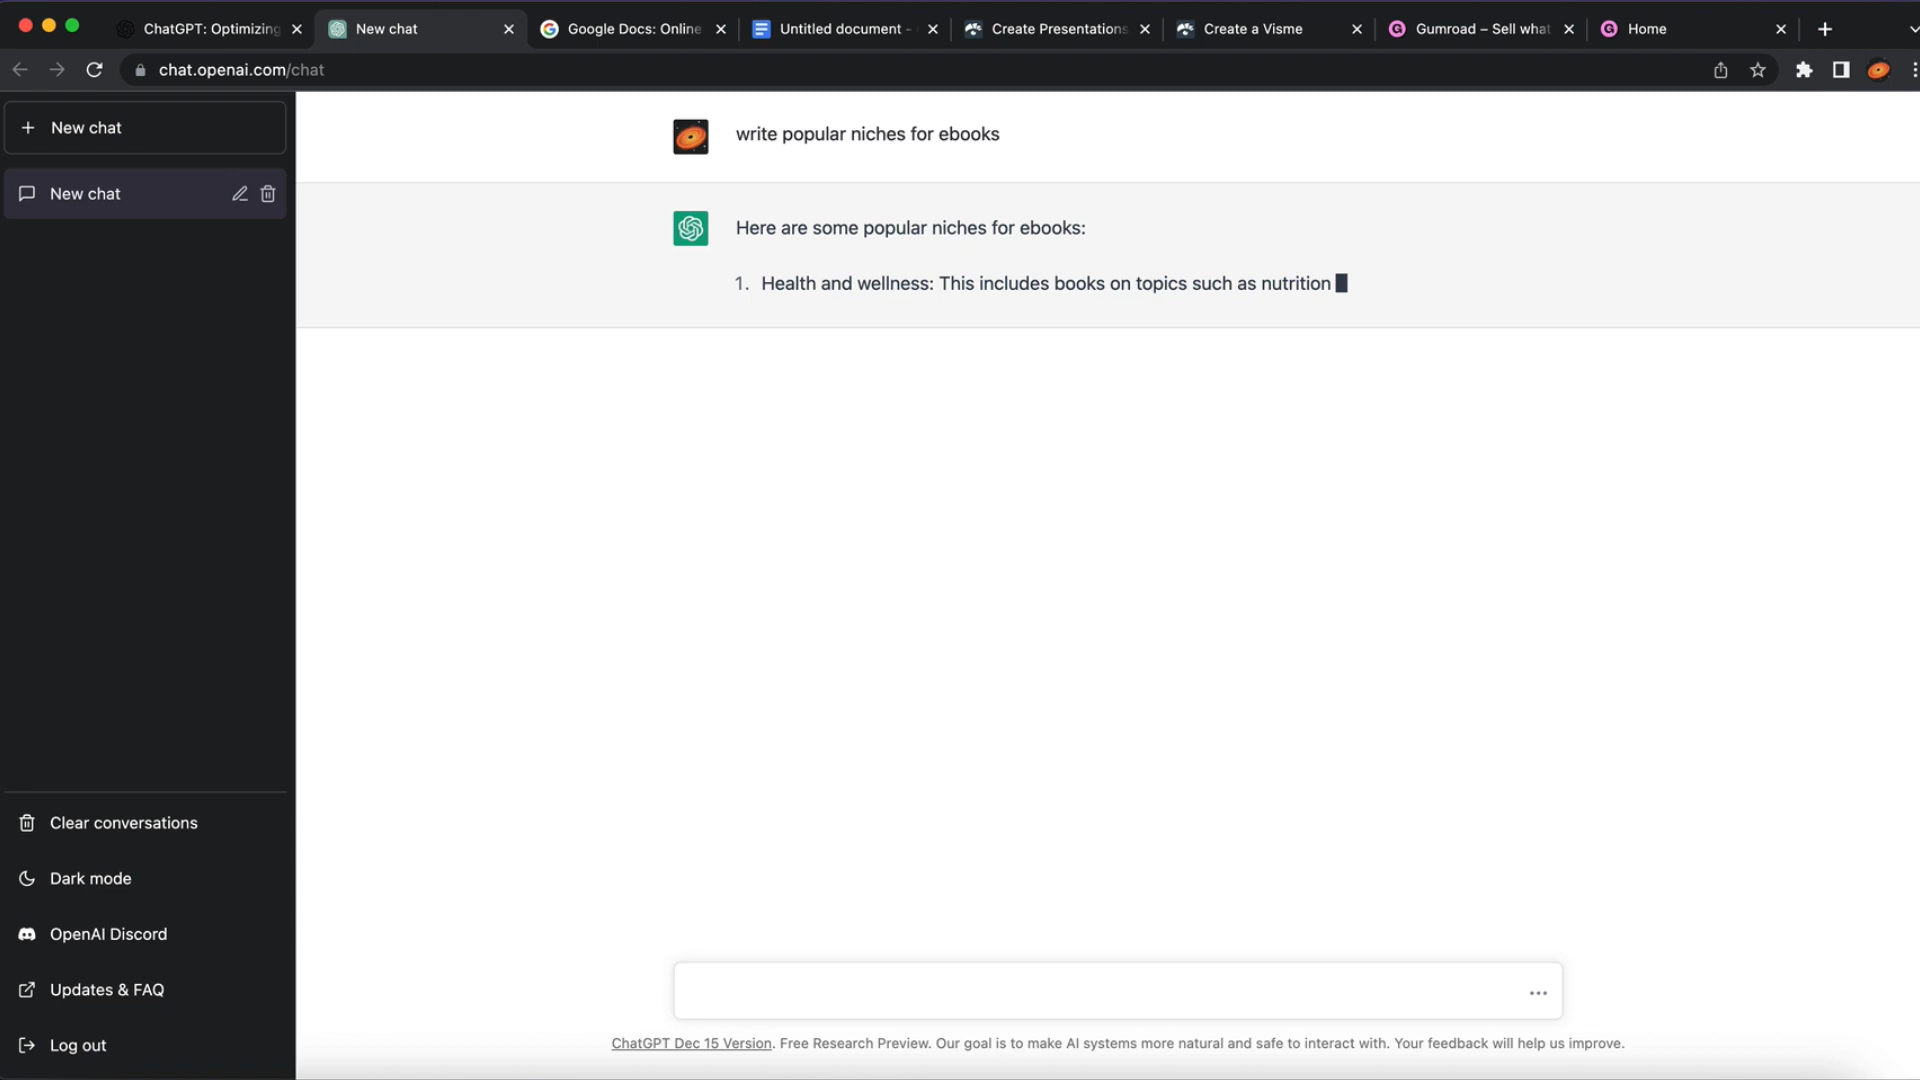 ChatGPT: Optimizing
New chat
Google Docs: Online
Untitled document -
Create Presentations
Create a Visme
Gumroad – Sell what
Home
chat.openai.com/chat
New chat
New chat
Clear conversations
Dark mode
OpenAI Discord
Updates & FAQ
Log out
write popular niches for ebooks
Here are some popular niches for ebooks:
1. Health and wellness: This includes books on topics such as nutrition
ChatGPT Dec 15 Version. Free Research Preview. Our goal is to make AI systems more natural and safe to interact with. Your feedback will help us improve.